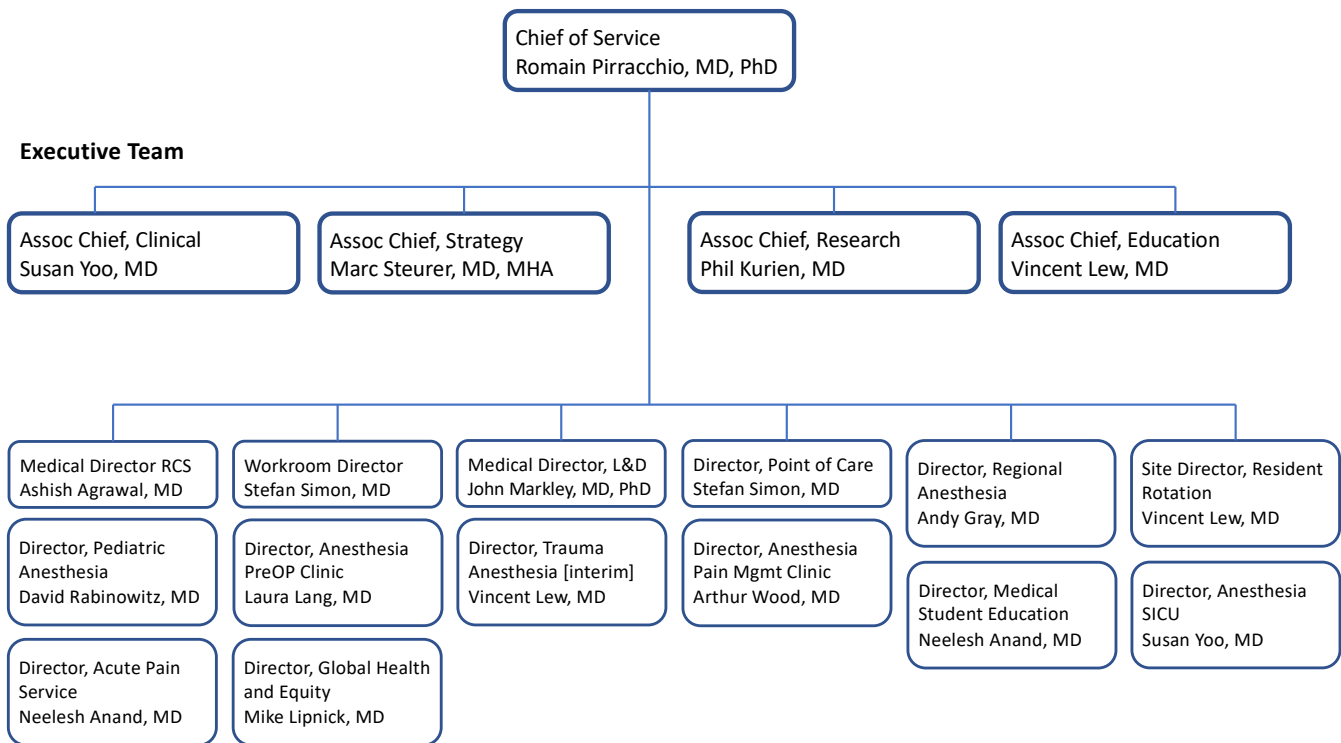 Chief of Service
Romain Pirracchio, MD, PhD
Executive Team
Assoc Chief, Clinical
Susan Yoo, MD
Assoc Chief, Strategy
Marc Steurer, MD, MHA
Assoc Chief, Research
Phil Kurien, MD
Assoc Chief, Education
Vincent Lew, MD
Medical Director RCS
Ashish Agrawal, MD
Workroom Director
Stefan Simon, MD
Medical Director, L&D
John Markley, MD, PhD
Director, Point of Care
Stefan Simon, MD
Director, Regional
Anesthesia
Andy Gray, MD
Site Director, Resident
Rotation
Vincent Lew, MD
Director, Pediatric
Anesthesia
David Rabinowitz, MD
Director, Anesthesia
PreOP Clinic
Laura Lang, MD
Director, Trauma
Anesthesia [interim]
Vincent Lew, MD
Director, Anesthesia
Pain Mgmt Clinic
Arthur Wood, MD
Director, Medical
Student Education
Neelesh Anand, MD
Director, Anesthesia
SICU
Susan Yoo, MD
Director, Acute Pain
Service
Neelesh Anand, MD
Director, Global Health
and Equity
Mike Lipnick, MD